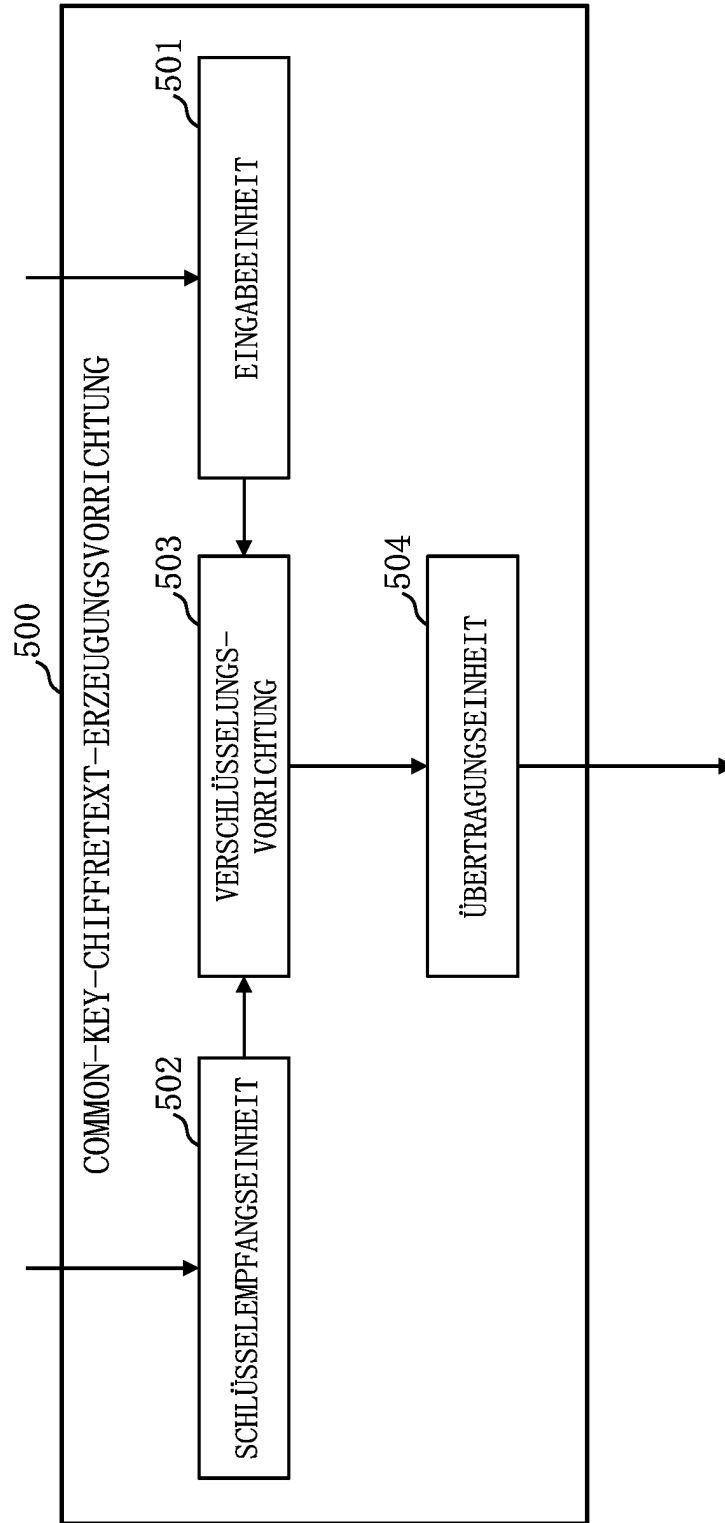 500
COMMON-KEY-CHIFFRETEXT-ERZEUGUNGSVORRICHTUNG
502
SCHLÜSSELEMPFANGSEINHEIT
503
VERSCHLÜSSELUNGS-
VORRICHTUNG
501
EINGABEEINHEIT
504
ÜBERTRAGUNGSEINHEIT